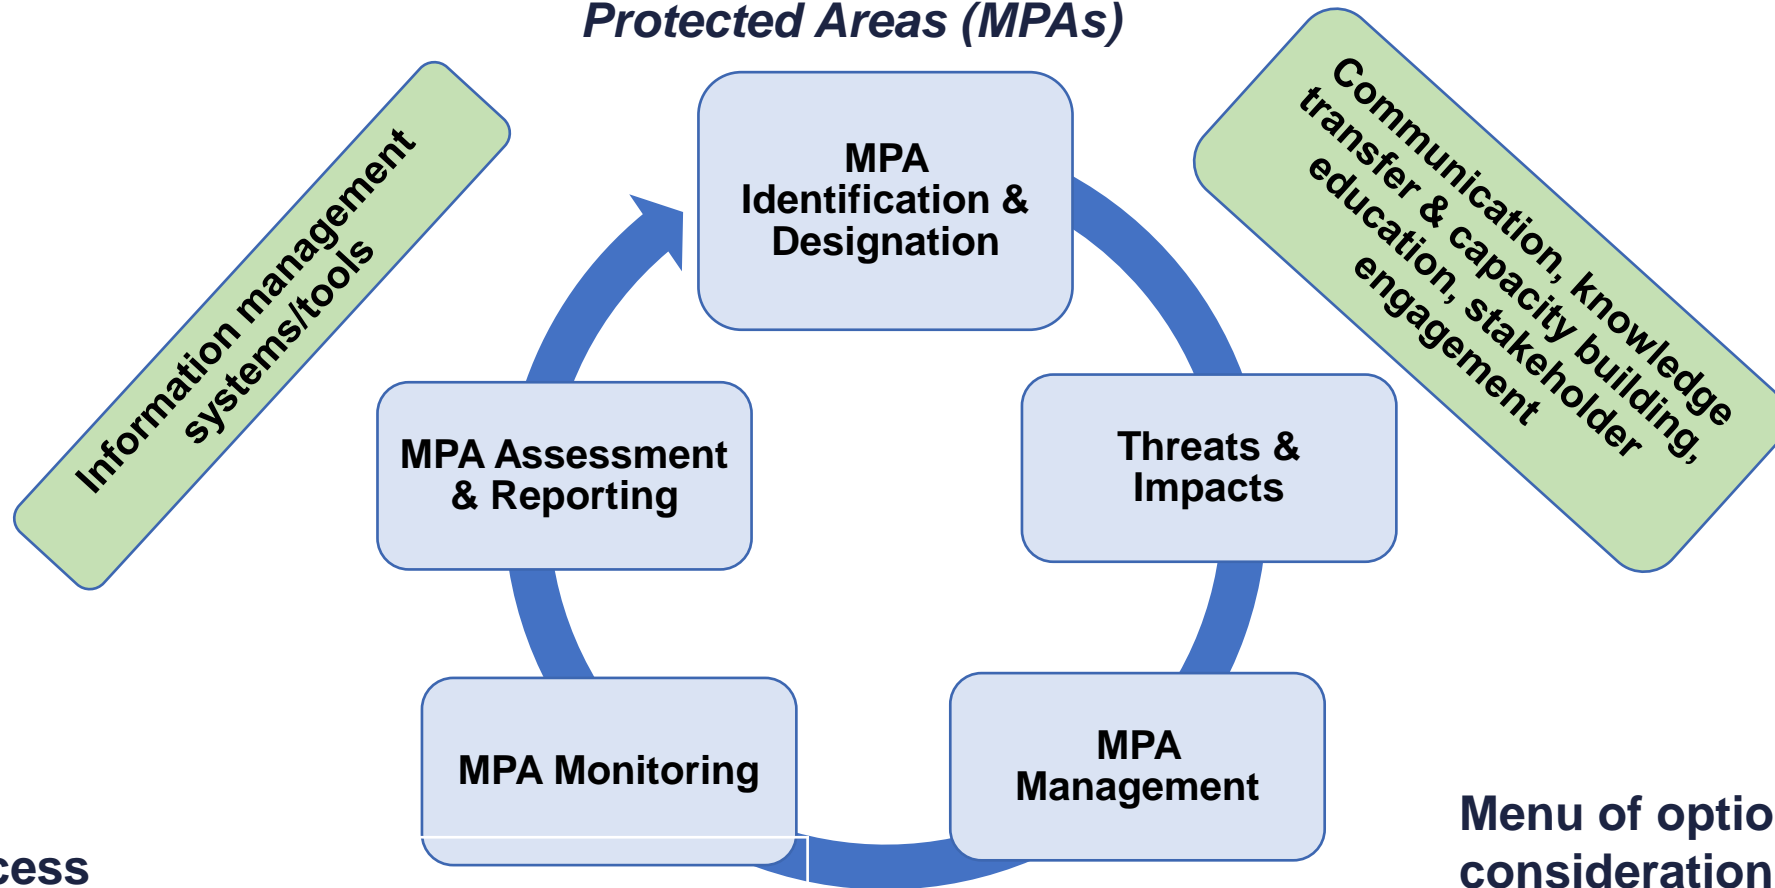 Protected Areas (MPAs)
Information management
systems/tools
MPA
Identification &
Designation
Communication, knowledge
transfer & capacity building,
education, stakeholder
engagement
MPA Assessment
& Reporting
Threats &
Impacts
MPA Monitoring
MPA
Management
Menu of optio
consideration
cess